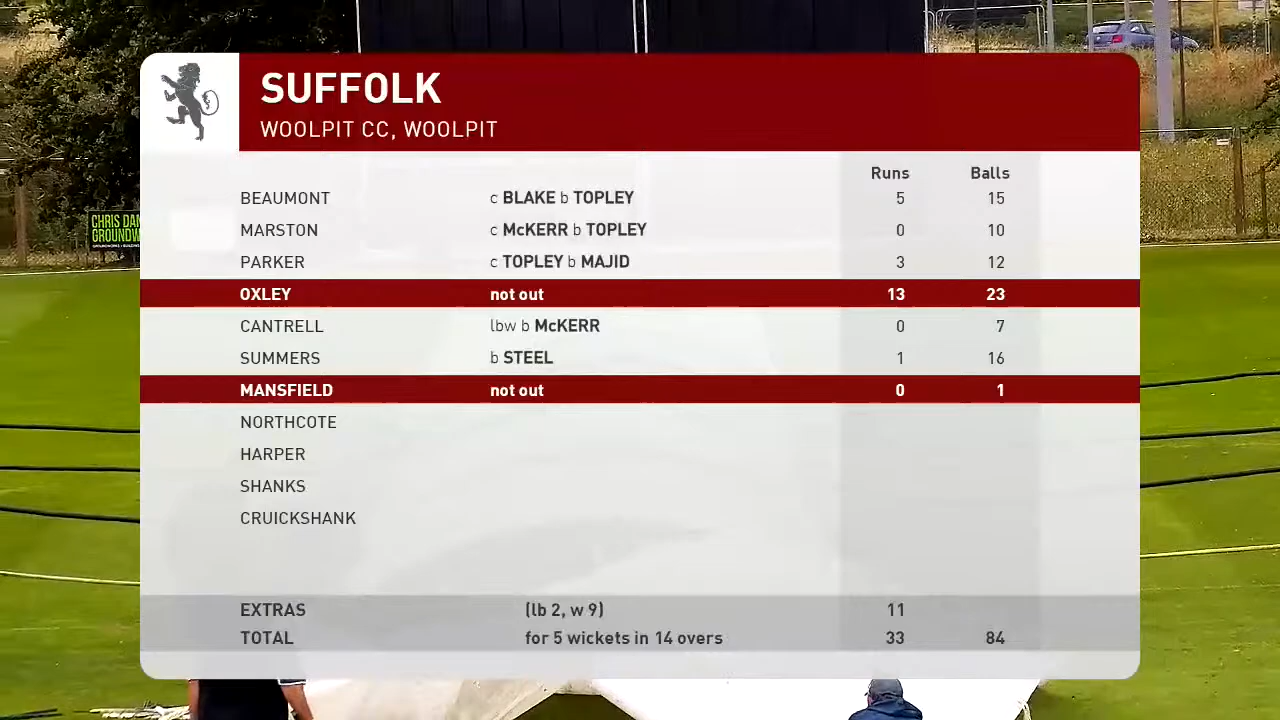 SUFFOLK
WOOLPIT CC, WOOLPIT
Runs Balls
BEAUMONT c BLAKE b TOPLEY 5 15
MARSTON c McKERR b TOPLEY 0 10
PARKER c TOPLEY b MAJID 3 12
OXLEY not out 13 23
CANTRELL lbw b McKERR 0 7
SUMMERS b STEEL 1 16
MANSFIELD not out 0 1
NORTHCOTE
HARPER
SHANKS
CRUICKSHANK
EXTRAS (lb 2, w 9) 11
TOTAL for 5 wickets in 14 overs 33 84
CHRIS DAN
GROUNDW